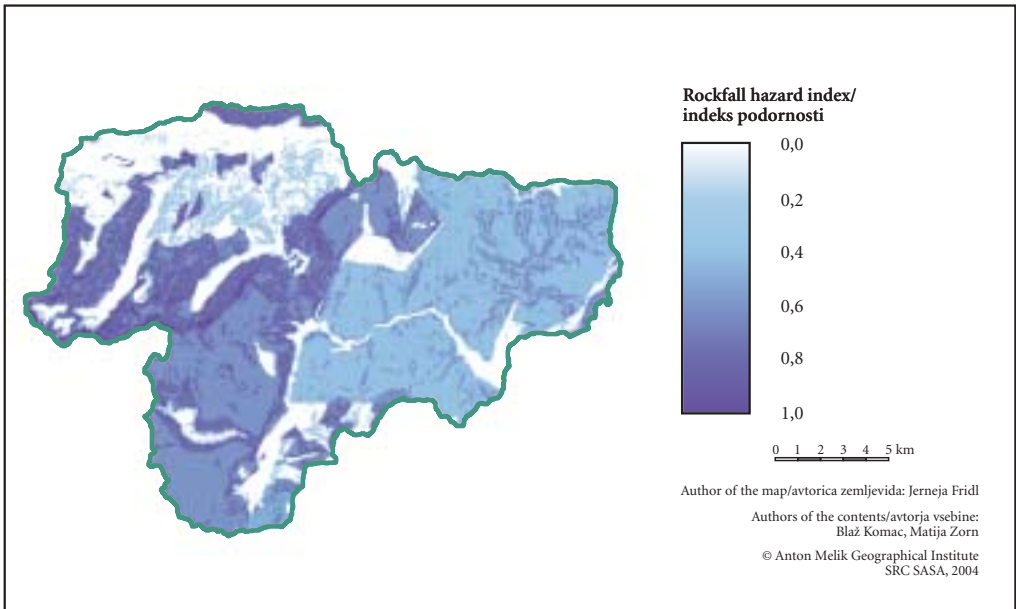 Rockfall hazard index/
indeks podornosti
0,0
0,2
0,4
0,6
0,8
1,0
0 1 2 3 4 5 km
Author of the map/avtorica zemljevida: Jerneja Fridl
Authors of the contents/avtorja vsebine:
Blaž Komac, Matija Zorn
© Anton Melik Geographical Institute
SRC SASA, 2004